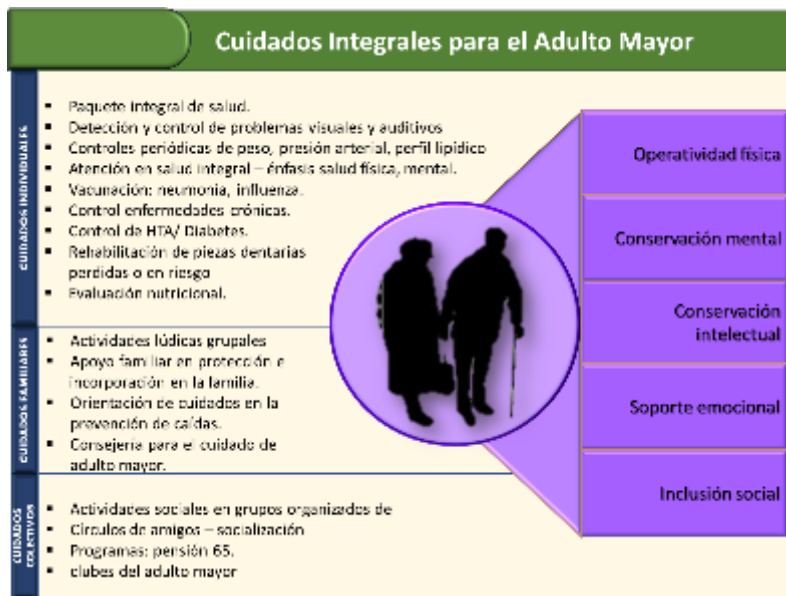 Cuidados Integrales para el Adulto Mayor
CUIDADOS INDIVIDUALES
▪ Paquete integral de salud.
▪ Detección y control de problemas visuales y auditivos
▪ Controles periódicas de peso, presión arterial, perfil lipídico
▪ Atención en salud integral – énfasis salud física, mental.
▪ Vacunación: neumonía, influenza.
▪ Control enfermedades crónicas.
▪ Control de HTA/ Diabetes.
▪ Rehabilitación de piezas dentarias
perdidas o en riesgo
▪ Evaluación nutricional.
CUIDADOS FAMILIARES
▪ Actividades lúdicas grupales
▪ Apoyo familiar en protección e
incorporación en la familia.
▪ Orientación de cuidados en la
prevención de caídas.
▪ Consejería para el cuidado de
adulto mayor.
CUIDADOS
COLECTIVOS
▪ Actividades sociales en grupos organizados de
▪ Círculos de amigos – socialización
▪ Programas: pensión 65.
▪ clubes del adulto mayor
Operatividad física
Conservación mental
Conservación
intelectual
Soporte emocional
Inclusión social